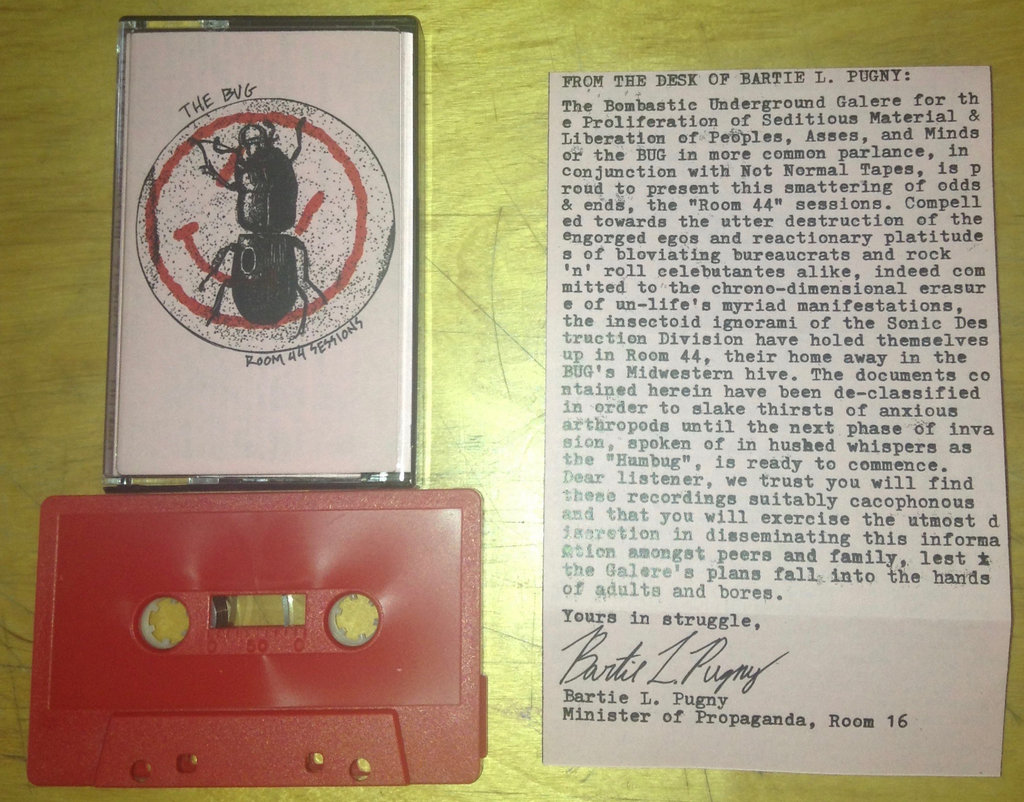 THE BUG
ROOM 44 SESSIONS
0 60 0
FROM THE DESK OF BARTIE L. PUGNY:
The Bombastic Underground Galere for th
e Proliferation of Seditious Material &
Liberation of Peoples, Asses, and Minds
or the BUG in more common parlance, in
conjunction with Not Normal Tapes, is p
roud to present this smattering of odds
& ends, the "Room 44" sessions. Compell
ed towards the utter destruction of the
engorged egos and reactionary platitude
s of bloviating bureaucrats and rock
'n' roll celebutantes alike, indeed com
mitted to the chrono-dimensional erasur
e of un-life's myriad manifestations,
the insectoid ignorami of the Sonic Des
truction Division have holed themselves
up in Room 44, their home away in the
BUG's Midwestern hive. The documents co
ntained herein have been de-classified
in order to slake thirsts of anxious
arthropods until the next phase of inva
sion, spoken of in hushed whispers as
the "Humbug", is ready to commence.
Dear listener, we trust you will find
these recordings suitably cacophonous
and that you will exercise the utmost d
iscretion in disseminating this informa
tion amongst peers and family, lest
the Galere's plans fall into the hands
of adults and bores.
Yours in struggle,
Bartie L. Pugny
Bartie L. Pugny
Minister of Propaganda, Room 16